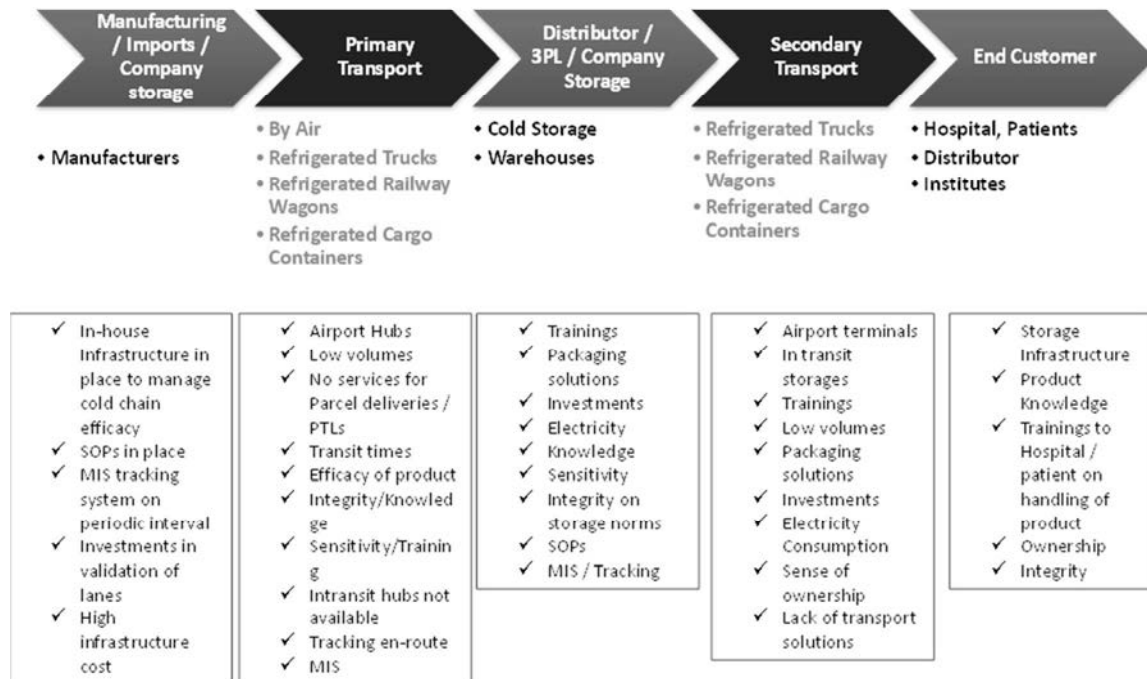 Manufacturing
/ Imports /
Company
storage
Primary
Transport
Distributor /
3PL / Company
Storage
Secondary
Transport
End Customer
• Manufacturers
• By Air
• Refrigerated Trucks
• Refrigerated Railway
Wagons
• Refrigerated Cargo
Containers
• Cold Storage
• Warehouses
• Refrigerated Trucks
• Refrigerated Railway
Wagons
• Refrigerated Cargo
Containers
• Hospital, Patients
• Distributor
• Institutes
✓ In-house
Infrastructure in
place to manage
cold chain
efficacy
✓ SOPs in place
✓ MIS tracking
system on
periodic interval
✓ Investments in
validation of
lanes
✓ High
infrastructure
cost
✓ Airport Hubs
✓ Low volumes
✓ No services for
Parcel deliveries /
PTLs
✓ Transit times
✓ Efficacy of product
✓ Integrity/Knowled
ge
✓ Sensitivity/Trainin
g
✓ Intransit hubs not
available
✓ Tracking en-route
✓ MIS
✓ Trainings
✓ Packaging
solutions
✓ Investments
✓ Electricity
✓ Knowledge
✓ Sensitivity
✓ Integrity on
storage norms
✓ SOPs
✓ MIS / Tracking
✓ Airport terminals
✓ In transit
storages
✓ Trainings
✓ Low volumes
✓ Packaging
solutions
✓ Investments
✓ Electricity
Consumption
✓ Sense of
ownership
✓ Lack of transport
solutions
✓ Storage
Infrastructure
✓ Product
Knowledge
✓ Trainings to
Hospital /
patient on
handling of
product
✓ Ownership
✓ Integrity